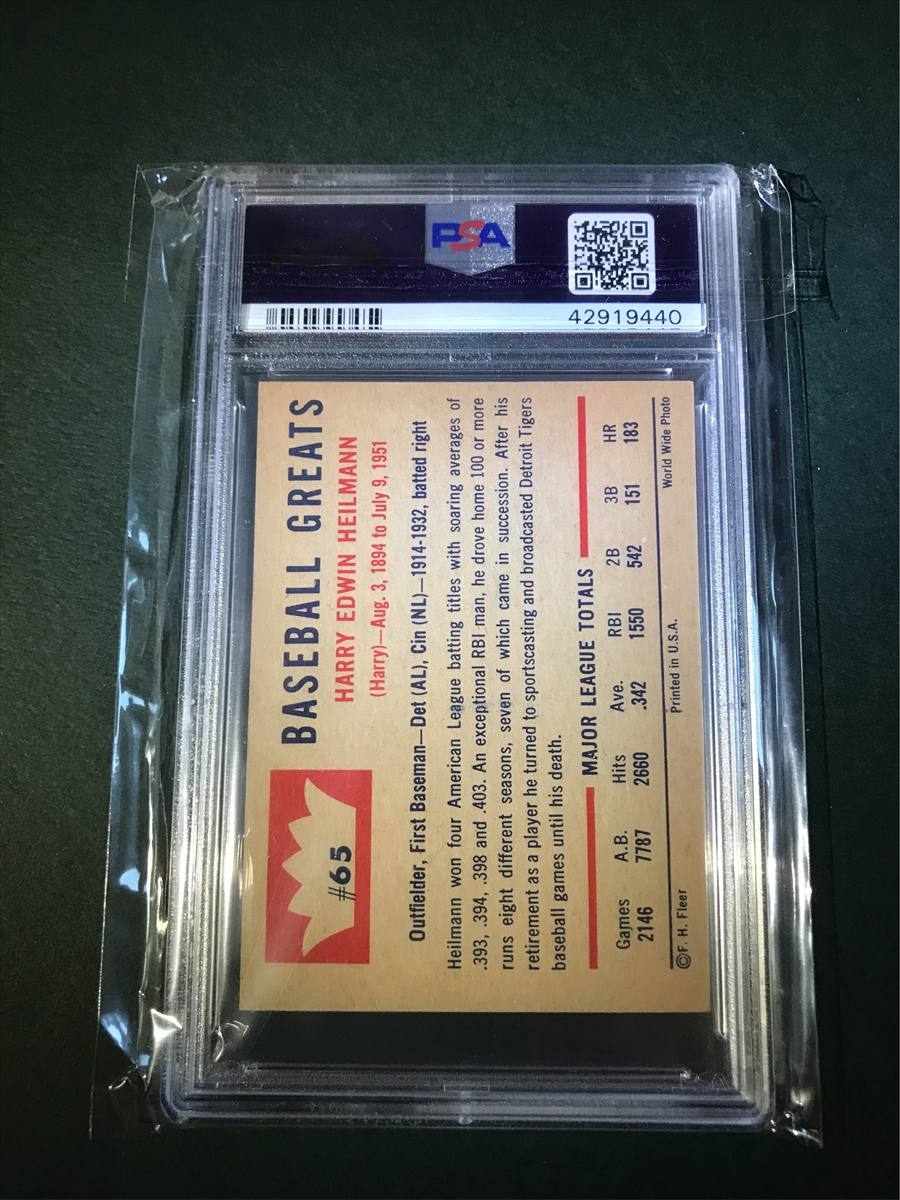 PSA
42919440
#65
BASEBALL GREATS
HARRY EDWIN HEILMANN
(Harry)—Aug. 3, 1894 to July 9, 1951
Outfielder, First Baseman—Det (AL), Cin (NL)—1914-1932, batted right
Heilmann won four American League batting titles with soaring averages of
.393, .394, .398 and .403. An exceptional RBI man, he drove home 100 or more
runs eight different seasons, seven of which came in succession. After his
retirement as a player he turned to sportscasting and broadcasted Detroit Tigers
baseball games until his death.
MAJOR LEAGUE TOTALS
Games A.B. Hits Ave. RBI 2B 3B HR
2146 7787 2660 .342 1550 542 151 183
©F. H. Fleer Printed in U.S.A. World Wide Photo